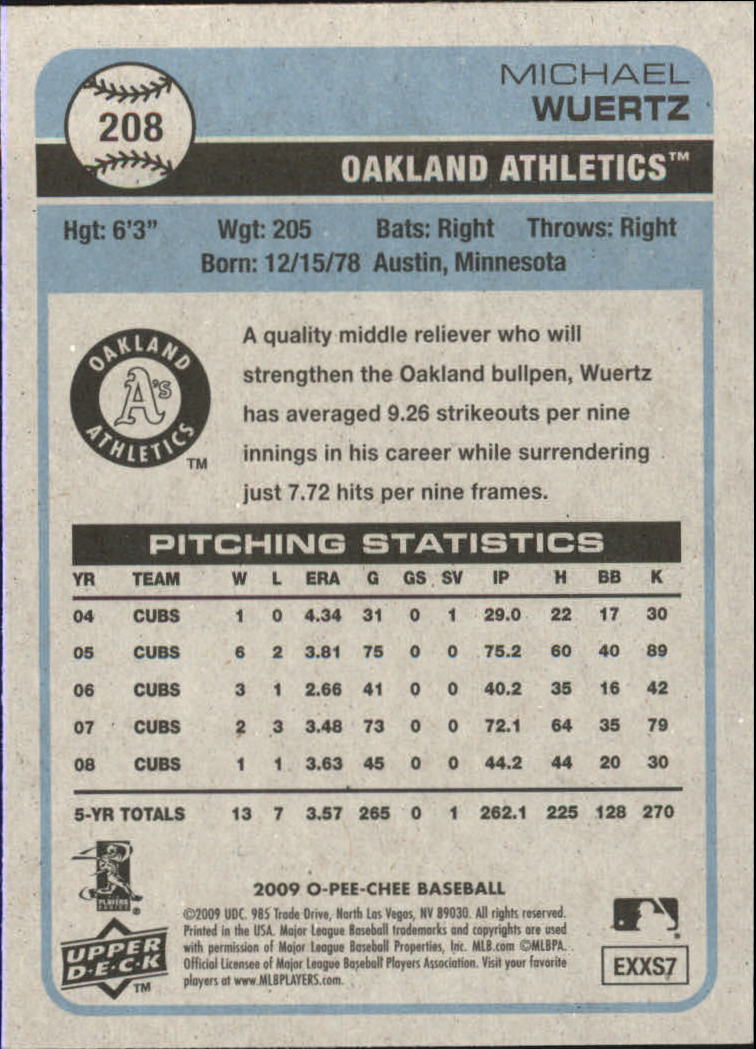 208
MICHAEL
WUERTZ
OAKLAND ATHLETICS™
Hgt: 6'3" Wgt: 205 Bats: Right Throws: Right
Born: 12/15/78 Austin, Minnesota
OAKLAND
A's
ATHLETICS
TM
A quality middle reliever who will
strengthen the Oakland bullpen, Wuertz
has averaged 9.26 strikeouts per nine
innings in his career while surrendering
just 7.72 hits per nine frames.
PITCHING STATISTICS
YR TEAM W L ERA G GS SV IP H BB K
04 CUBS 1 0 4.34 31 0 1 29.0 22 17 30
05 CUBS 6 2 3.81 75 0 0 75.2 60 40 89
06 CUBS 3 1 2.66 41 0 0 40.2 35 16 42
07 CUBS 2 3 3.48 73 0 0 72.1 64 35 79
08 CUBS 1 1 3.63 45 0 0 44.2 44 20 30
5-YR TOTALS 13 7 3.57 265 0 1 262.1 225 128 270
PLAYERS
®
2009 O-PEE-CHEE BASEBALL
©2009 UDC. 985 Trade Drive, North Las Vegas, NV 89030. All rights reserved.
Printed in the USA. Major League Baseball trademarks and copyrights are used
with permission of Major League Baseball Properties, Inc. MLB.com ©MLBPA.
Official Licensee of Major League Baseball Players Association. Visit your favorite
players at www.MLBPLAYERS.com.
UPPER
D·E·C·K
TM
EXXS7